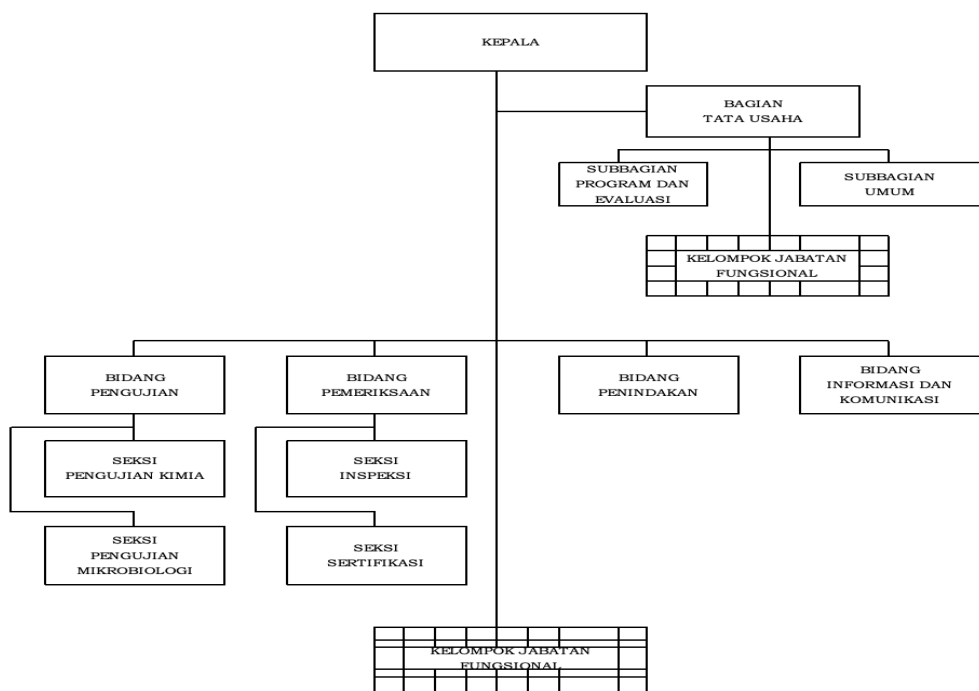 KEPALA
BAGIAN
TATA USAHA
SUBBAGIAN
PROGRAM DAN
EVALUASI
SUBBAGIAN
UMUM
KELOMPOK JABATAN
FUNGSIONAL
BIDANG
PENGUJIAN
BIDANG
PEMERIKSAAN
BIDANG
PENINDAKAN
BIDANG
INFORMASI DAN
KOMUNIKASI
SEKSI
PENGUJIAN KIMIA
SEKSI
INSPEKSI
SEKSI
PENGUJIAN
MIKROBIOLOGI
SEKSI
SERTIFIKASI
KELOMPOK JABATAN
FUNGSIONAL